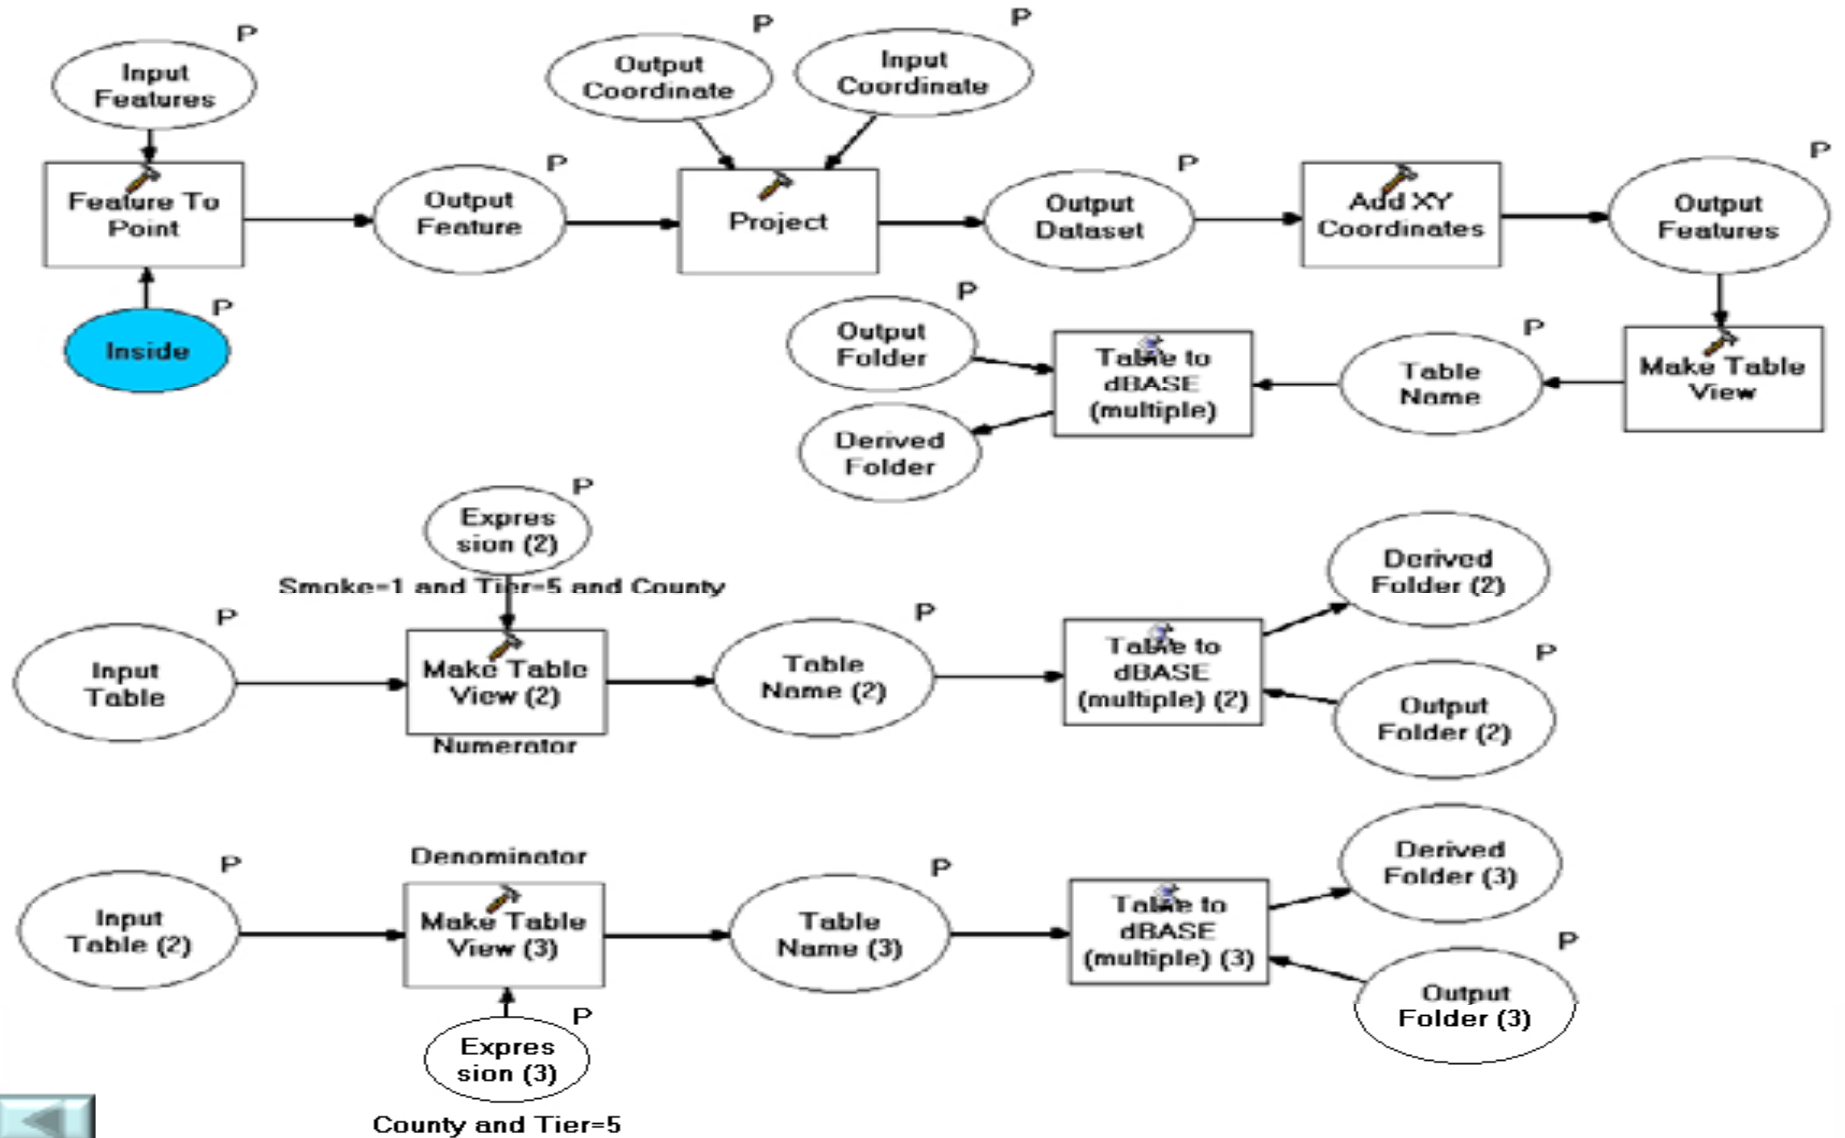 P
Input
Features
P
Output
Coordinate
P
Input
Coordinate
Feature To
Point
P
Output
Feature
Project
P
Output
Dataset
Add XY
Coordinates
P
Output
Features
P
Inside
P
Output
Folder
Table to
dBASE
(multiple)
P
Table
Name
Make Table
View
Derived
Folder
P
Expres
sion (2)
Smoke=1 and Tier=5 and County
P
Input
Table
Make Table
View (2)
Numerator
P
Table
Name (2)
Table to
dBASE
(multiple) (2)
Derived
Folder (2)
P
Output
Folder (2)
P
Input
Table (2)
Denominator
Make Table
View (3)
P
Table
Name (3)
Table to
dBASE
(multiple) (3)
Derived
Folder (3)
P
Output
Folder (3)
P
Expres
sion (3)
County and Tier=5